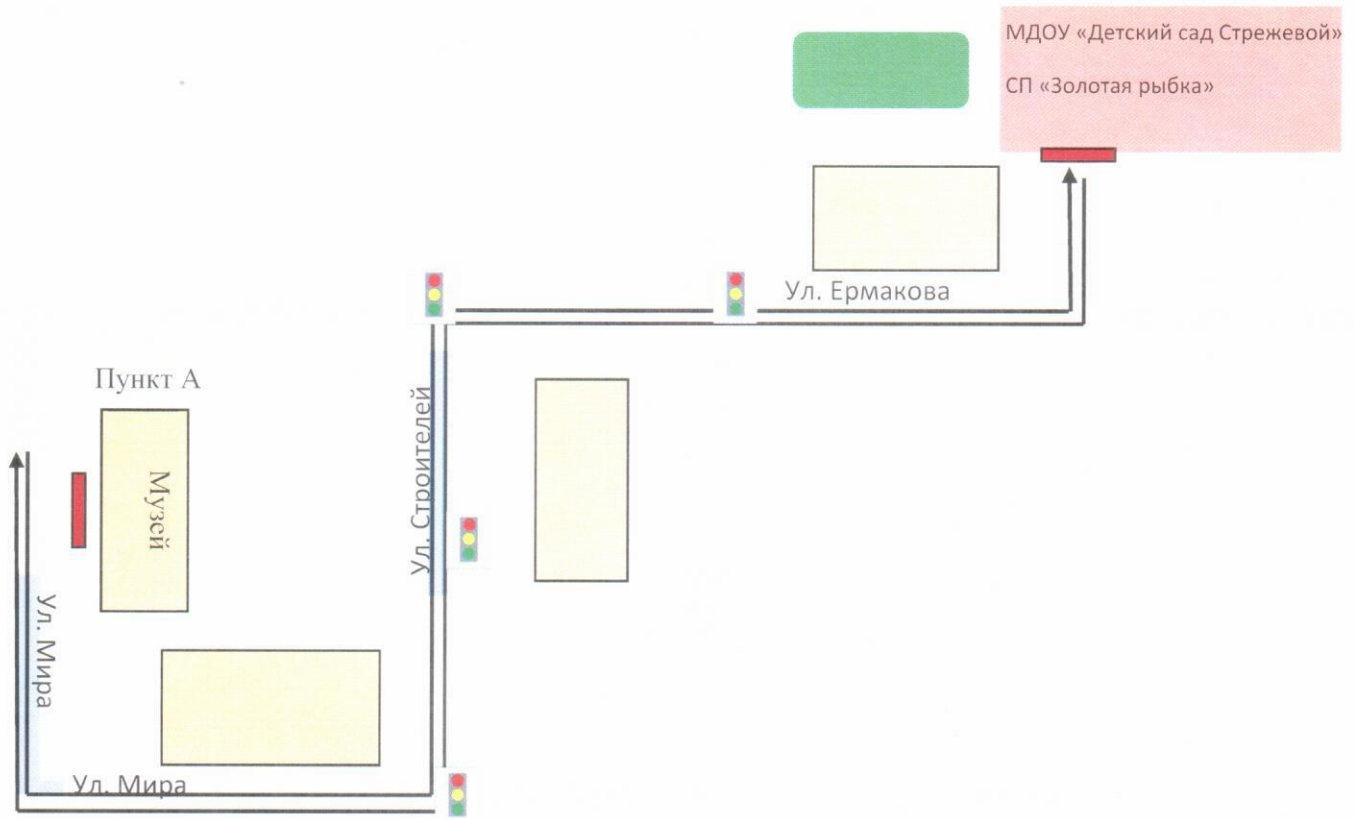 МДОУ «Детский сад Стрежевой»
СП «Золотая рыбка»
Ул. Ермакова
Пункт А
Музей
Ул. Строителей
Ул. Мира
Ул. Мира